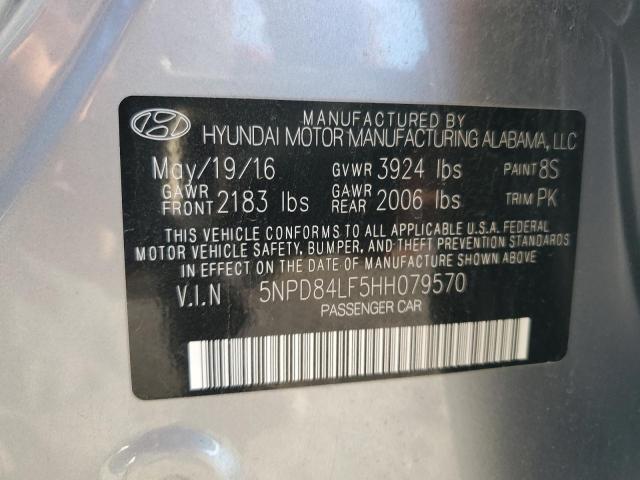 MANUFACTURED BY
HYUNDAI MOTOR MANUFACTURING ALABAMA, LLC
May/19/16 GVWR 3924 lbs PAINT 8S
GAWR FRONT 2183 lbs GAWR REAR 2006 lbs TRIM PK
THIS VEHICLE CONFORMS TO ALL APPLICABLE U.S.A. FEDERAL
MOTOR VEHICLE SAFETY, BUMPER, AND THEFT PREVENTION STANDARDS
IN EFFECT ON THE DATE OF MANUFACTURE SHOWN ABOVE.
V.I.N 5NPD84LF5HH079570
PASSENGER CAR